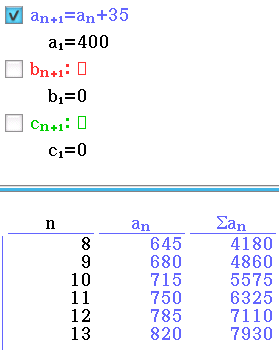 aₙ₊₁=aₙ+35
a₁=400
bₙ₊₁:
b₁=0
cₙ₊₁:
c₁=0
n aₙ Σaₙ
8 645 4180
9 680 4860
10 715 5575
11 750 6325
12 785 7110
13 820 7930